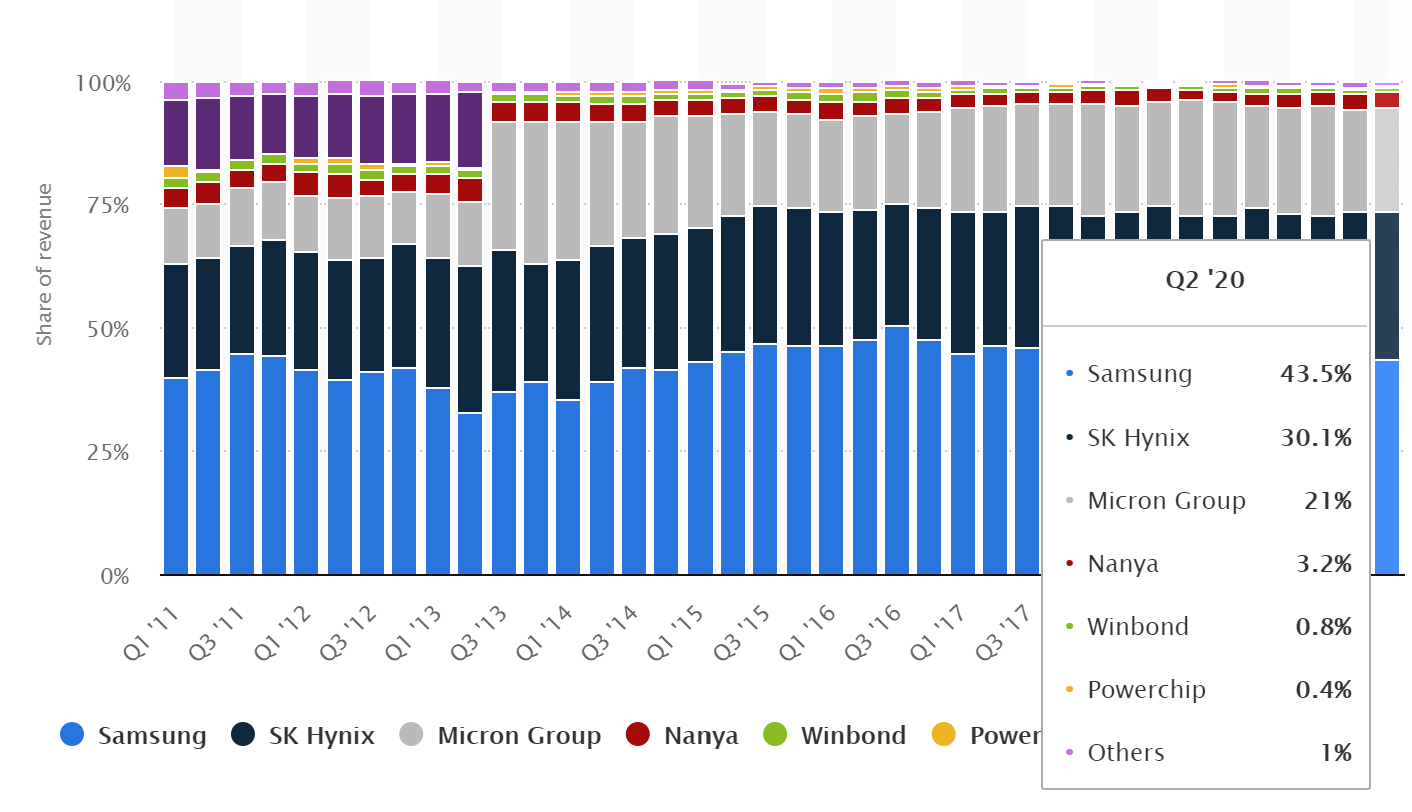 100%
75%
50%
25%
0%
Share of revenue
Q1 '11
Q3 '11
Q1 '12
Q3 '12
Q1 '13
Q3 '13
Q1 '14
Q3 '14
Q1 '15
Q3 '15
Q1 '16
Q3 '16
Q1 '17
Q3 '17
Q2 '20
Samsung 43.5%
SK Hynix 30.1%
Micron Group 21%
Nanya 3.2%
Winbond 0.8%
Powerchip 0.4%
Others 1%
Samsung SK Hynix Micron Group Nanya Winbond Power